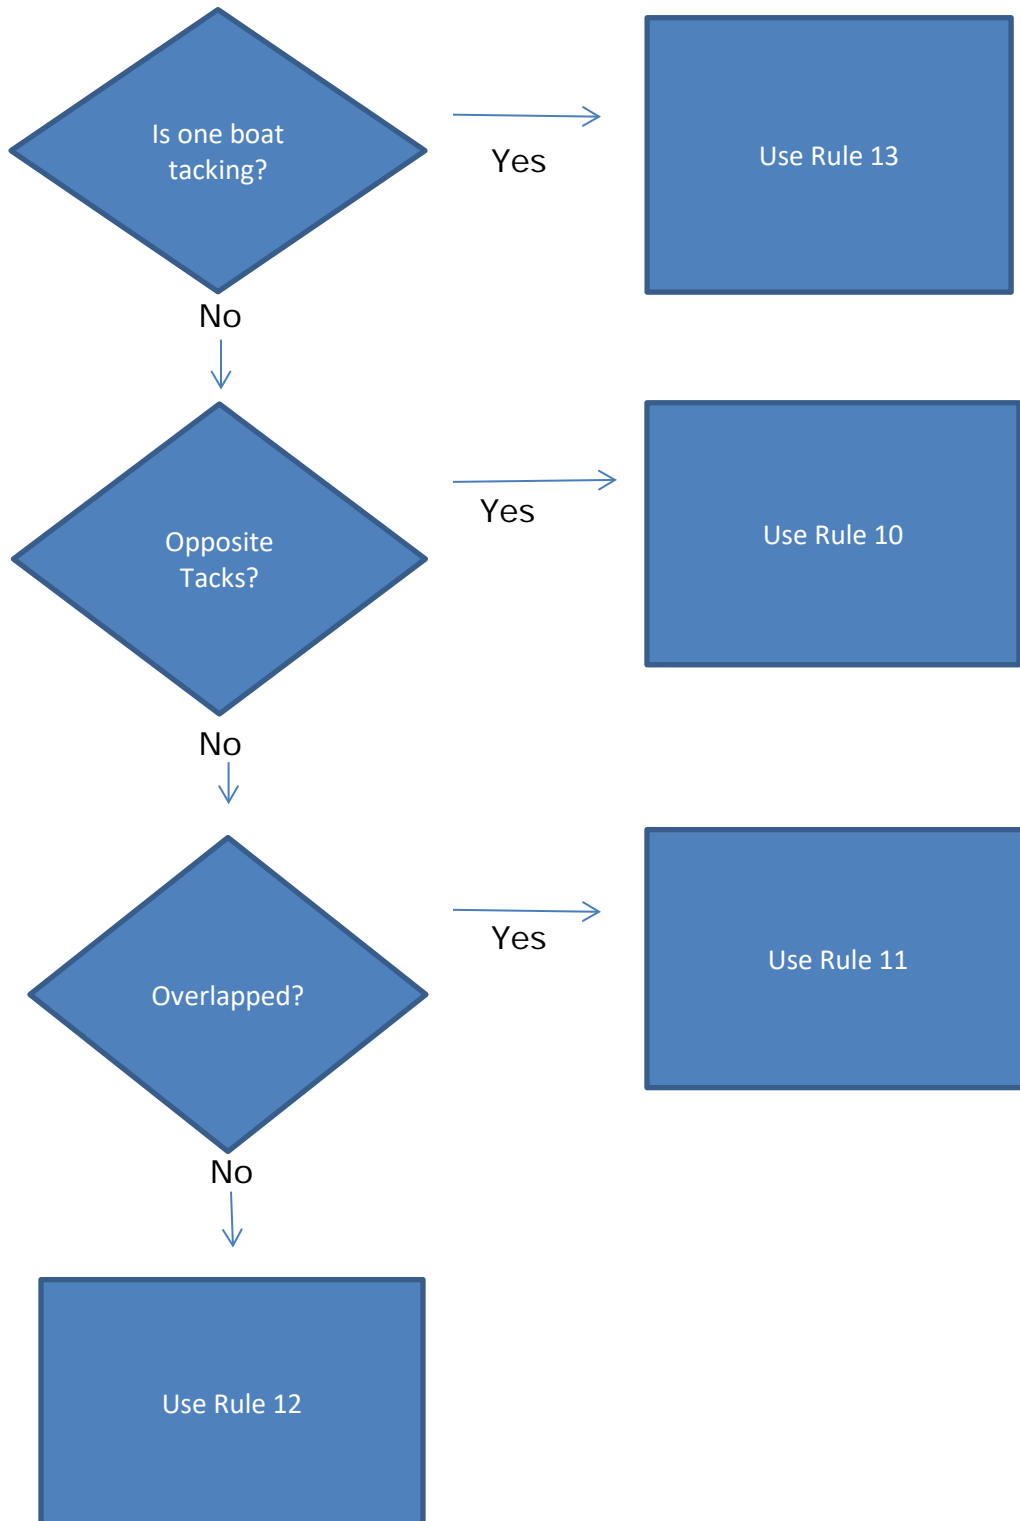 Is one boat
tacking?
Yes
Use Rule 13
No
Opposite
Tacks?
Yes
Use Rule 10
No
Overlapped?
Yes
Use Rule 11
No
Use Rule 12